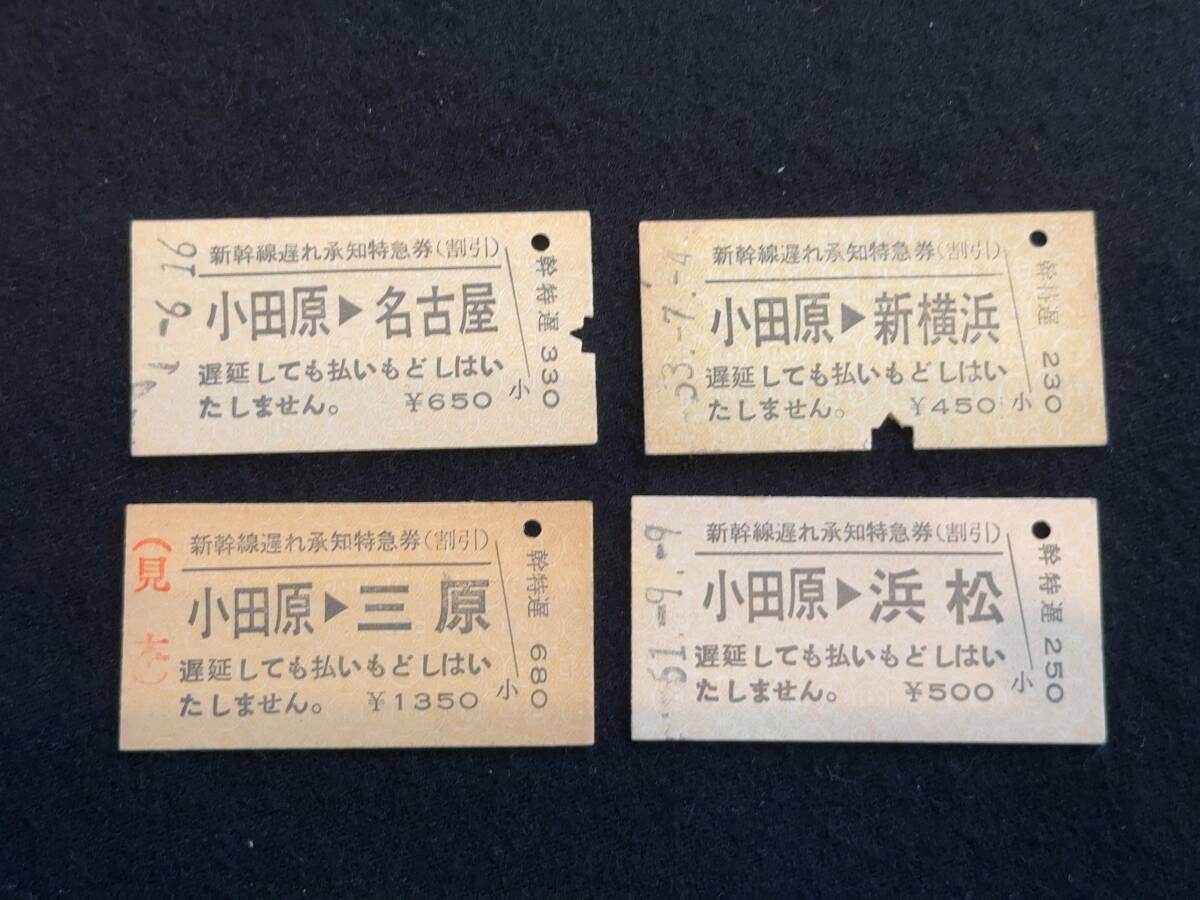 新幹線遅れ承知特急券(割引)
小田原▶名古屋
遅延しても払いもどしはい
たしません。 ¥650
小
幹特遅 330
-6.16
新幹線遅れ承知特急券(割引)
小田原▶新横浜
遅延しても払いもどしはい
たしません。 ¥450
小
幹特遅 230
53.-7.-4
新幹線遅れ承知特急券(割引)
小田原▶三原
遅延しても払いもどしはい
たしません。 ¥1350
小
幹特遅 680
(見本)
新幹線遅れ承知特急券(割引)
小田原▶浜松
遅延しても払いもどしはい
たしません。 ¥500
小
幹特遅 250
51.-9.-9